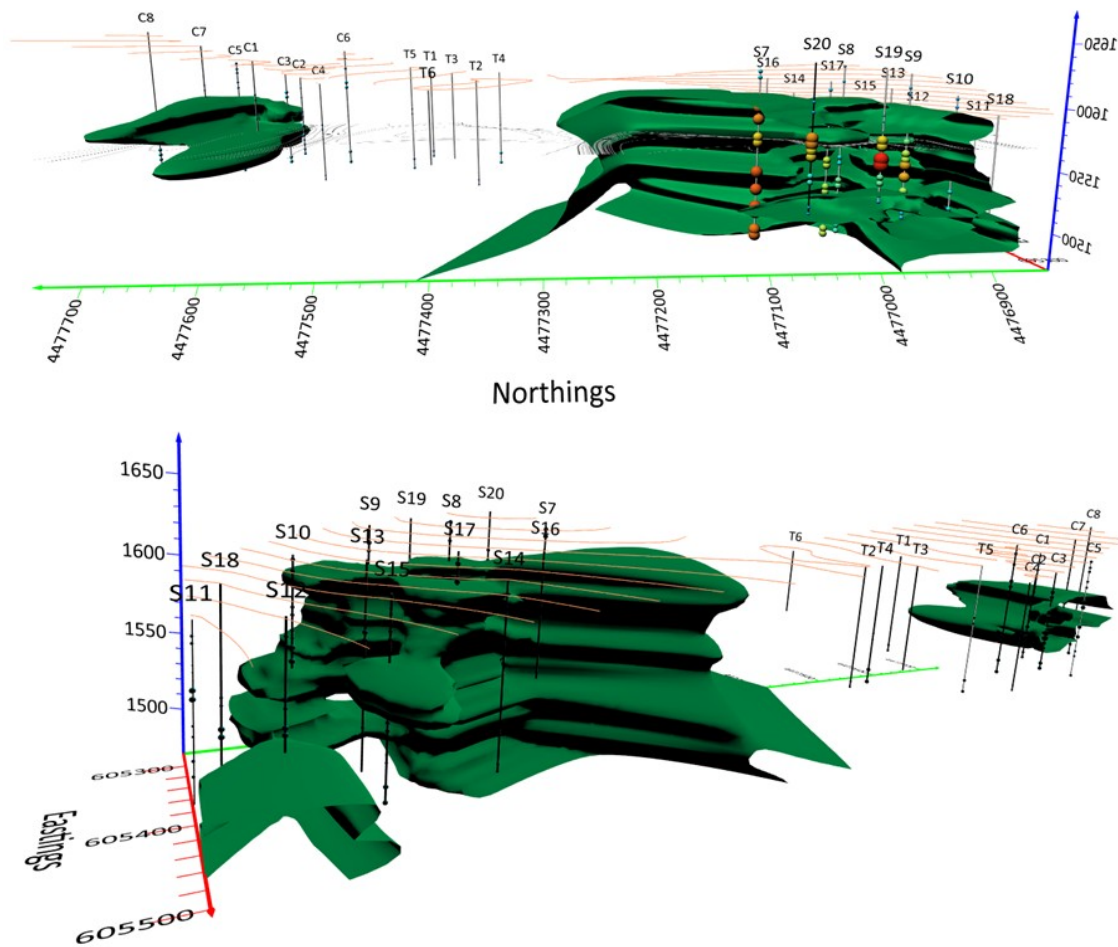 C8
C7
C5 C1
C3 C2
C4
C6
T5 T1 T3 T4
T6 T2
S7 S20 S8 S19 S9
S16 S17 S13 S10
S14 S15 S12 S11 S18
1650
1600
1550
1500
4477700
4477600
4477500
4477400
4477300
4477200
4477100
4477000
4476900
Northings
1650
1600
1550
1500
S9 S19 S8 S20 S7
S10 S13 S17 S16
S18 S15 S14
S11 S12
T6 T2 T4 T1 T3 T5
C6 C1 C7 C8
C3 C5
605300
605400
605500
Eastings